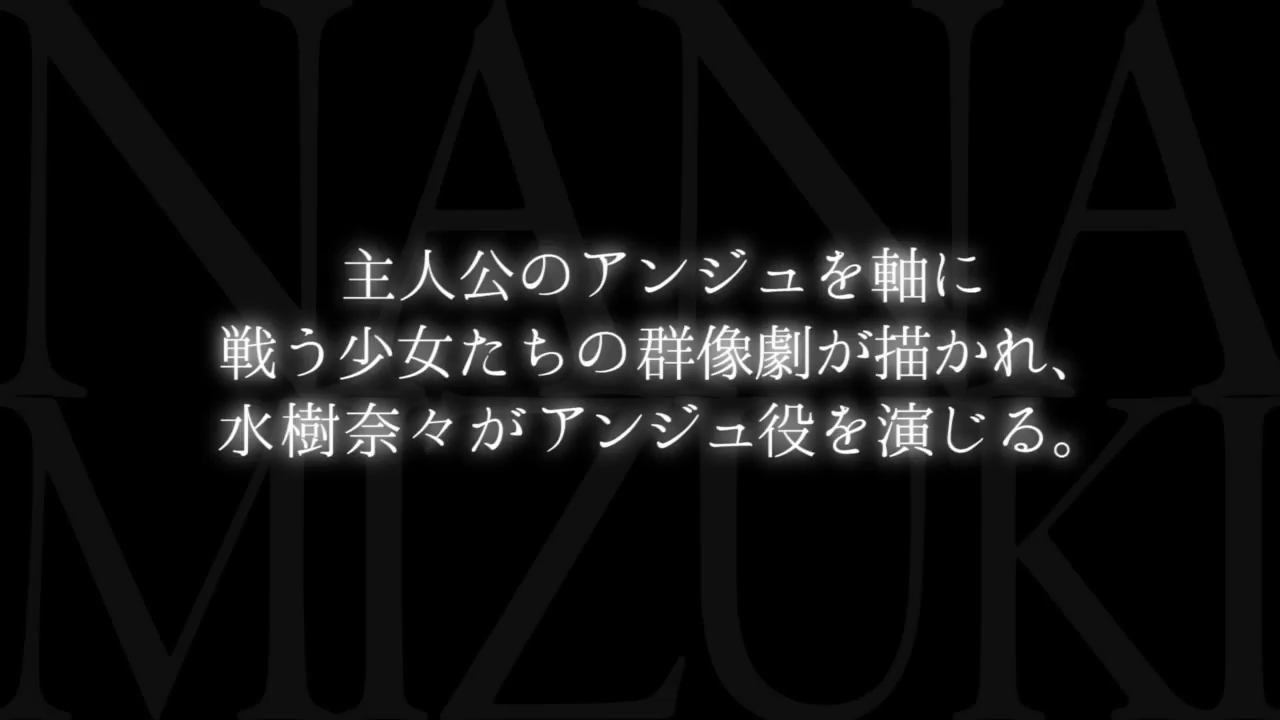 NANA
MIZUKI
主人公のアンジュを軸に
戦う少女たちの群像劇が描かれ、
水樹奈々がアンジュ役を演じる。